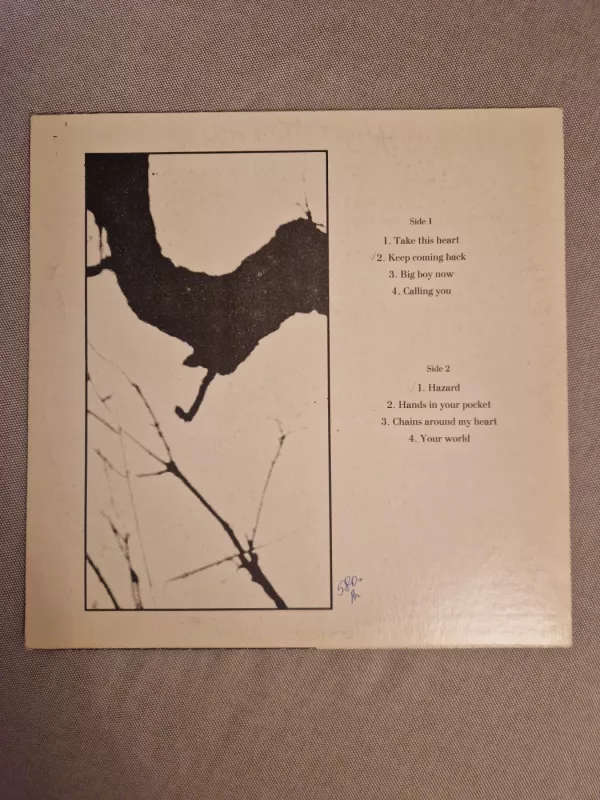 Side 1
1. Take this heart
2. Keep coming back
3. Big boy now
4. Calling you
Side 2
1. Hazard
2. Hands in your pocket
3. Chains around my heart
4. Your world
580.-